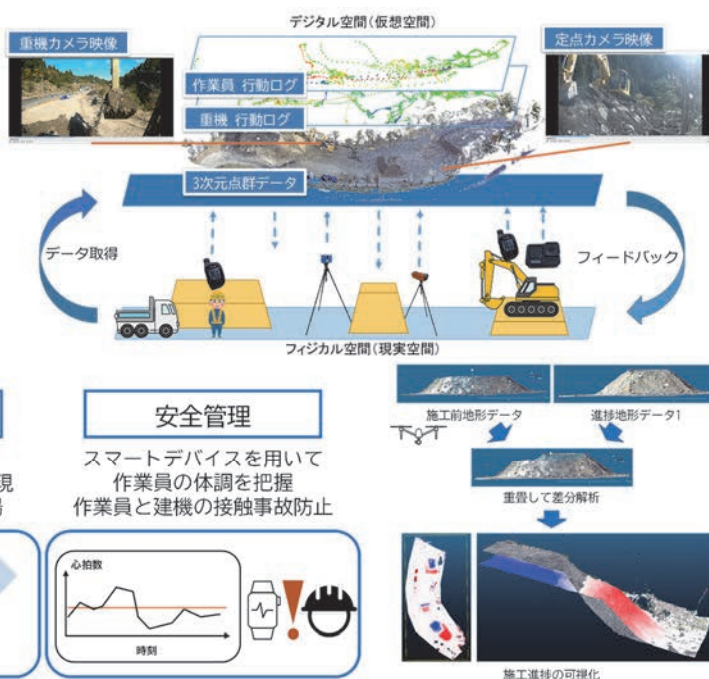 デジタル空間(仮想空間)
重機カメラ映像
定点カメラ映像
作業員 行動ログ
重機 行動ログ
3次元点群データ
データ取得
フィードバック
フィジカル空間(現実空間)
安全管理
スマートデバイスを用いて
作業員の体調を把握
作業員と建機の接触事故防止
現
心拍数
時刻
施工前地形データ
進捗地形データ1
重畳して差分解析
施工進捗の可視化